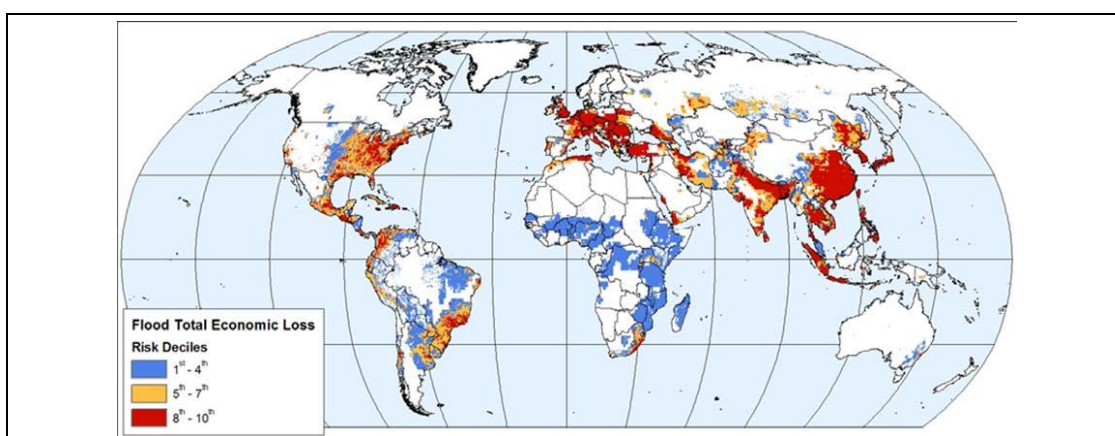 Flood Total Economic Loss
Risk Deciles
1st - 4th
5th - 7th
8th - 10th